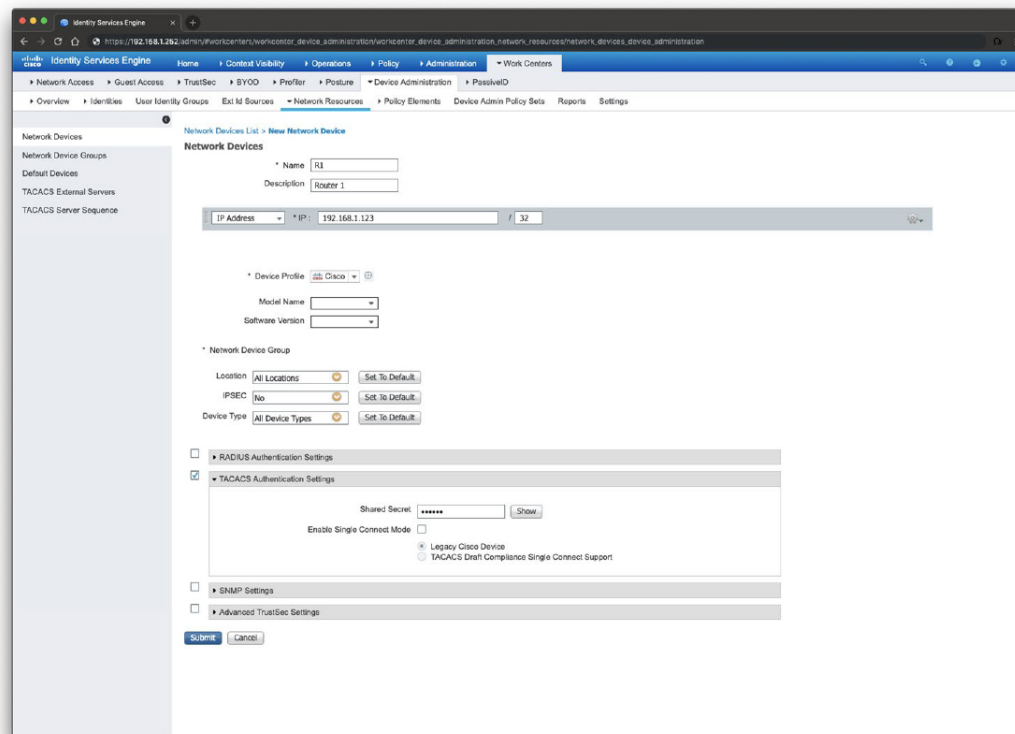 Identity Services Engine
https://192.168.1.252/admin/#workcenters/workcenter_device_administration/workcenter_device_administration_network_resources/network_devices_device_administration
cisco Identity Services Engine Home Context Visibility Operations Policy Administration Work Centers
Network Access Guest Access TrustSec BYOD Profiler Posture Device Administration PassiveID
Overview Identities User Identity Groups Ext Id Sources Network Resources Policy Elements Device Admin Policy Sets Reports Settings
Network Devices
Network Device Groups
Default Devices
TACACS External Servers
TACACS Server Sequence
Network Devices List > New Network Device
Network Devices
* Name R1
Description Router 1
IP Address * IP : 192.168.1.123 / 32
* Device Profile Cisco
Model Name
Software Version
* Network Device Group
Location All Locations Set To Default
IPSEC No Set To Default
Device Type All Device Types Set To Default
RADIUS Authentication Settings
TACACS Authentication Settings
Shared Secret •••••• Show
Enable Single Connect Mode
Legacy Cisco Device
TACACS Draft Compliance Single Connect Support
SNMP Settings
Advanced TrustSec Settings
Submit Cancel